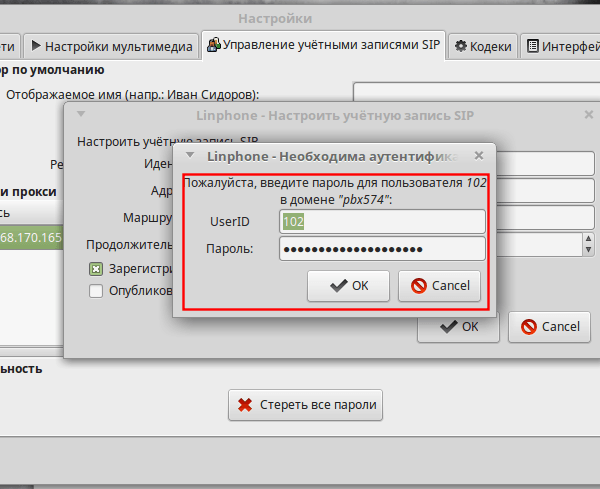 Настройки
ети
Настройки мультимедиа
Управление учётными записями SIP
Кодеки
Интерфей
ор по умолчанию
Отображаемое имя (напр.: Иван Сидоров):
Linphone - Настроить учётную запись SIP
Настроить учётную запись SIP
Linphone - Необходима аутентифика
Ре
Иден
Пожалуйста, введите пароль для пользователя 102
в домене "pbx574":
и прокси
Адр
сь
Маршру
UserID
102
68.170.165
Продолжитель
Пароль:
••••••••••••••••••••
Зарегистри
OK
Cancel
Опубликов
OK
Cancel
ьность
Стереть все пароли